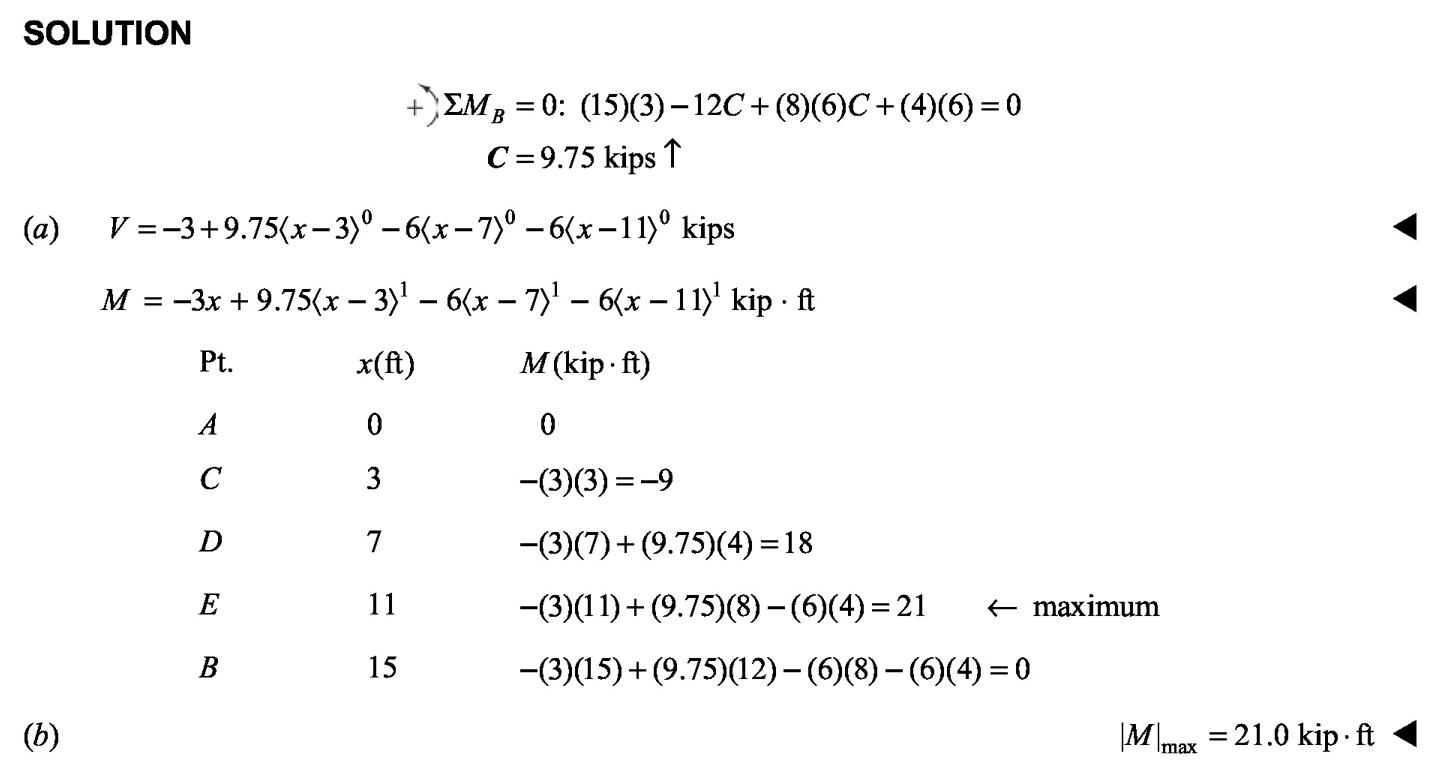 SOLUTION
+↶ ΣM_B = 0: (15)(3) − 12C + (8)(6)C + (4)(6) = 0
C = 9.75 kips ↑
(a) V = −3 + 9.75⟨x − 3⟩⁰ − 6⟨x − 7⟩⁰ − 6⟨x − 11⟩⁰ kips ◄
M = −3x + 9.75⟨x − 3⟩¹ − 6⟨x − 7⟩¹ − 6⟨x − 11⟩¹ kip · ft ◄
Pt. x(ft) M (kip · ft)
A 0 0
C 3 −(3)(3) = −9
D 7 −(3)(7) + (9.75)(4) = 18
E 11 −(3)(11) + (9.75)(8) − (6)(4) = 21 ← maximum
B 15 −(3)(15) + (9.75)(12) − (6)(8) − (6)(4) = 0
(b) |M|max = 21.0 kip · ft ◄